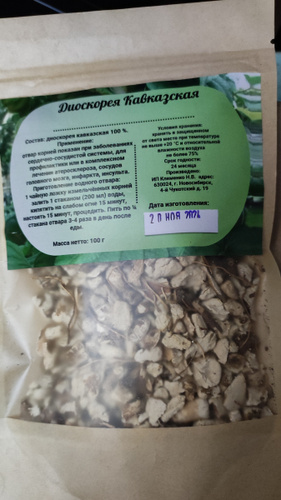 Диоскорея Кавказская
Состав: диоскорея кавказская 100 %.
Применение:
отвар корней показан при заболеваниях
сердечно-сосудистой системы, для
профилактики или в комплексном
лечении атеросклероза, сосудов
головного мозга, инфаркта, инсульта.
Приготовление водного отвара:
1 чайную ложку измельчённых корней
залить 1 стаканом (200 мл) воды,
кипятить на слабом огне 15 минут,
настоять 15 минут, процедить. Пить по ½
стакана отвара 3-4 раза в день после
еды.
Масса нетто: 100 г
Условия хранения:
хранить в защищенном
от света месте при температуре
не выше +25 °С и относительной
влажности воздуха
не более 75%
Срок годности:
24 месяца
Произведено:
ИП Клименко Н.В. адрес:
630024, г. Новосибирск,
4-й Чукотский д. 15
Дата изготовления:
20 НОЯ 2024